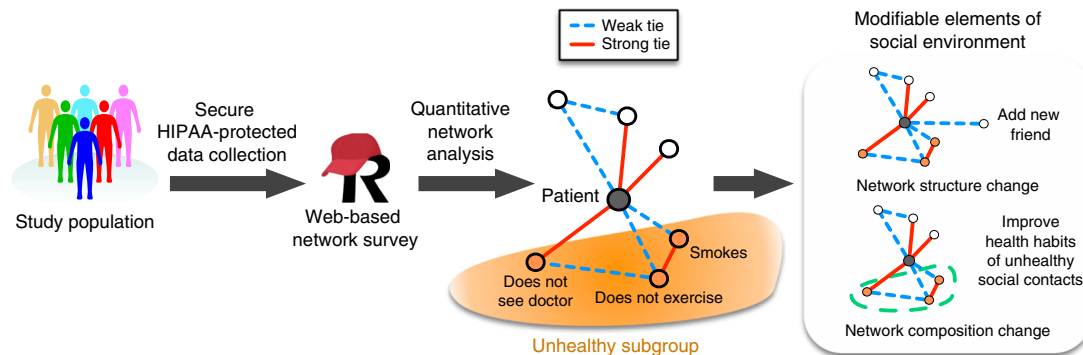 Study population
Secure
HIPAA-protected
data collection
R
Web-based
network survey
Quantitative
network
analysis
Weak tie
Strong tie
Patient
Smokes
Does not
see doctor
Does not exercise
Unhealthy subgroup
Modifiable elements of
social environment
Add new
friend
Network structure change
Improve
health habits
of unhealthy
social contacts
Network composition change